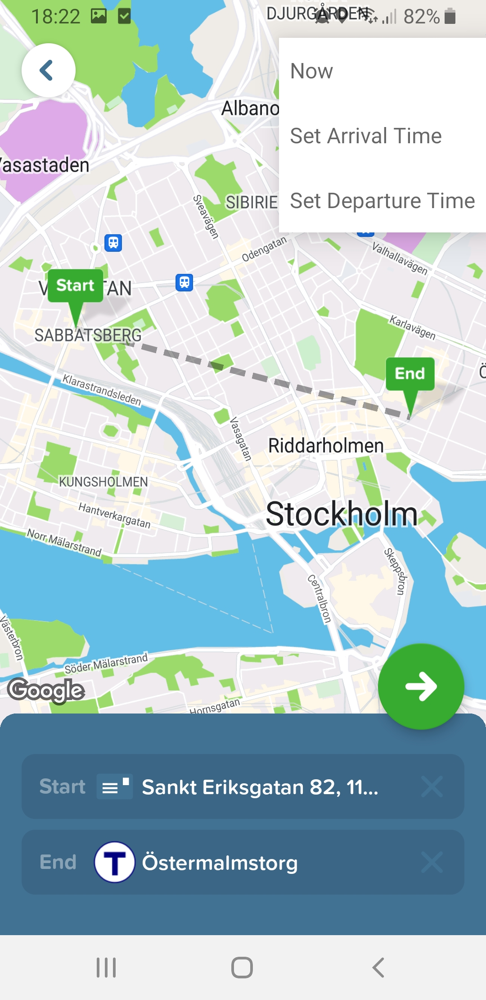 18:22
82%
DJURGÅRDEN
Now
Set Arrival Time
Set Departure Time
Albano
Vasastaden
SIBIRIE
Sveavägen
Odengatan
Valhallavägen
Start
TAN
SABBATSBERG
Karlavägen
End
Klarastrandsleden
Vasagatan
Riddarholmen
KUNGSHOLMEN
Hantverkargatan
Stockholm
Norr Mälarstrand
Skeppsbron
Centralbron
Västerbron
Söder Mälarstrand
Google
Hornsgatan
Start Sankt Eriksgatan 82, 11...
End T Östermalmstorg